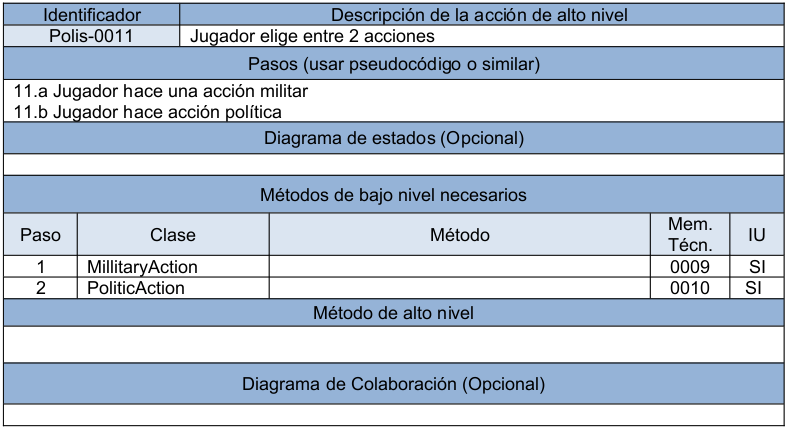 Identificador Descripción de la acción de alto nivel
Polis-0011 Jugador elige entre 2 acciones
Pasos (usar pseudocódigo o similar)
11.a Jugador hace una acción militar
11.b Jugador hace acción política
Diagrama de estados (Opcional)
Métodos de bajo nivel necesarios
Paso Clase Método Mem. Técn. IU
1 MillitaryAction 0009 SI
2 PoliticAction 0010 SI
Método de alto nivel
Diagrama de Colaboración (Opcional)